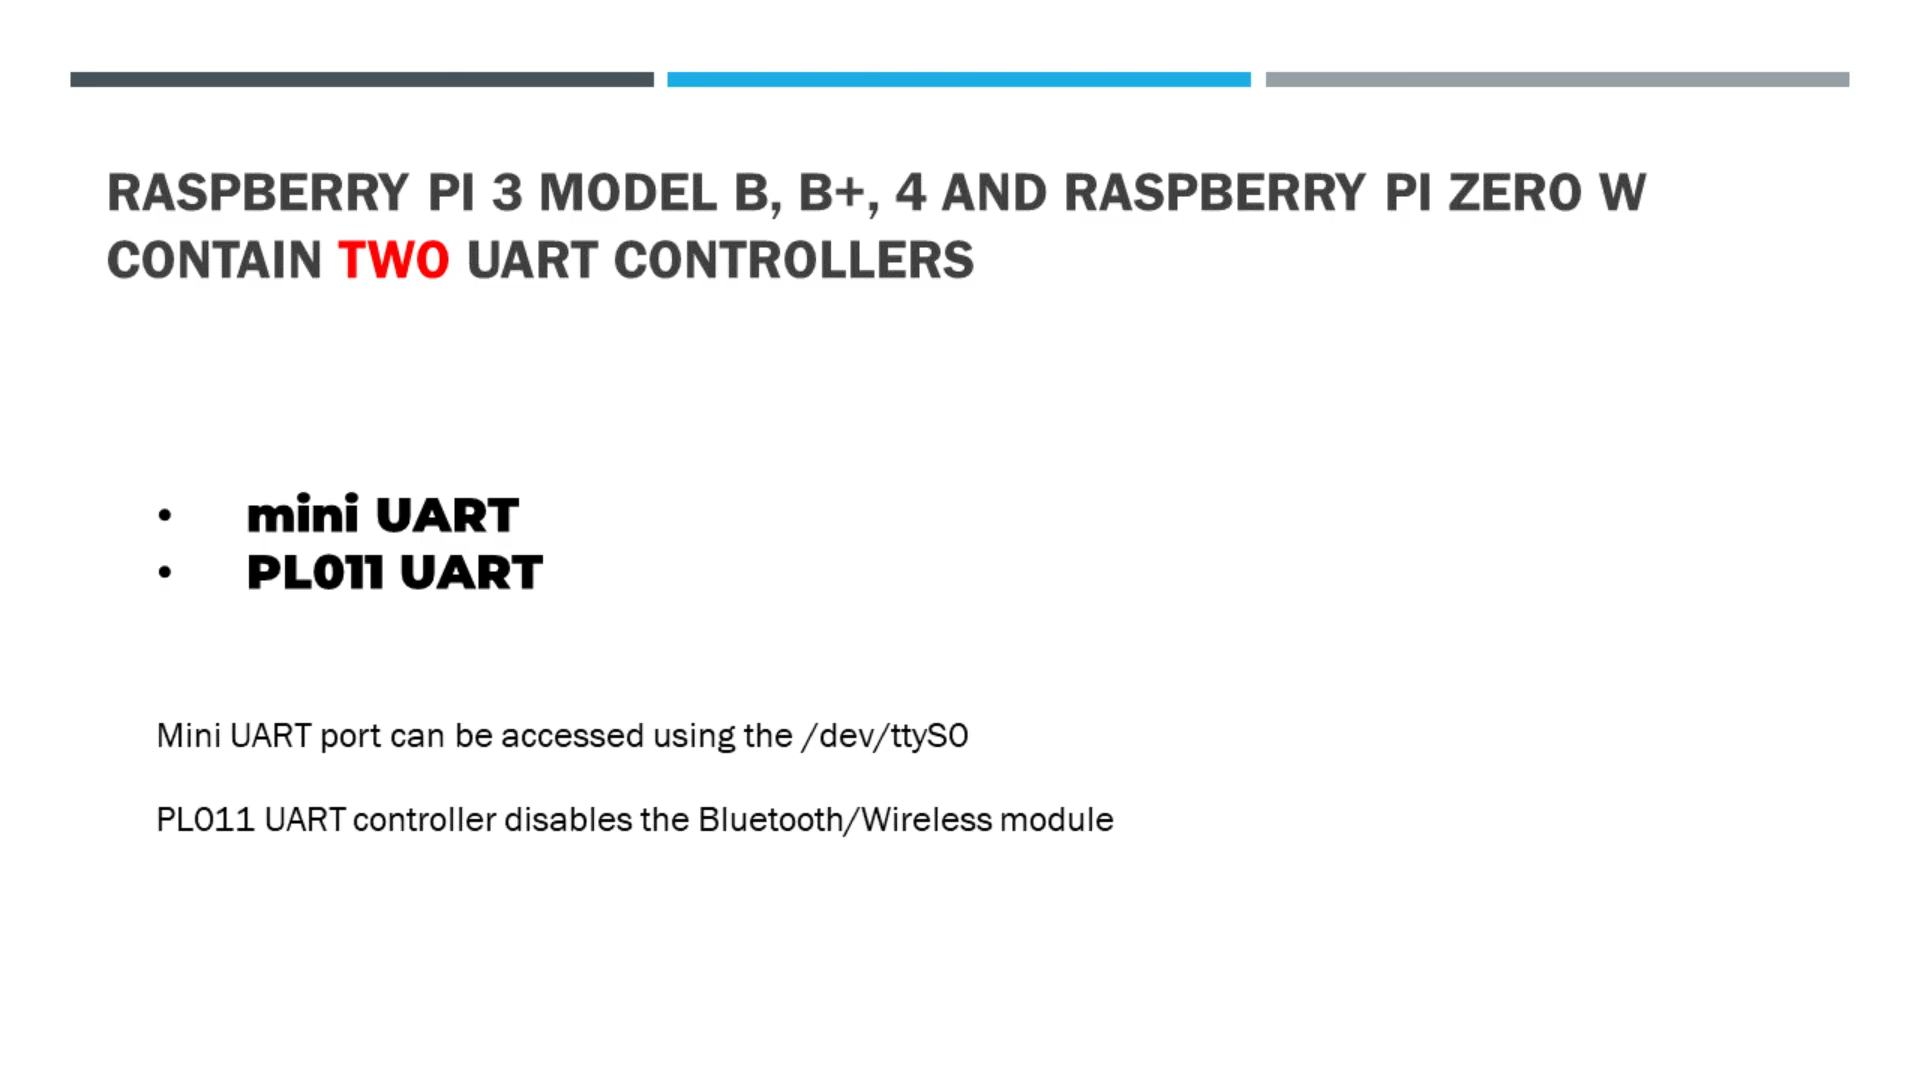 RASPBERRY PI 3 MODEL B, B+, 4 AND RASPBERRY PI ZERO W
CONTAIN TWO UART CONTROLLERS
• mini UART
• PL011 UART
Mini UART port can be accessed using the /dev/ttyS0
PL011 UART controller disables the Bluetooth/Wireless module